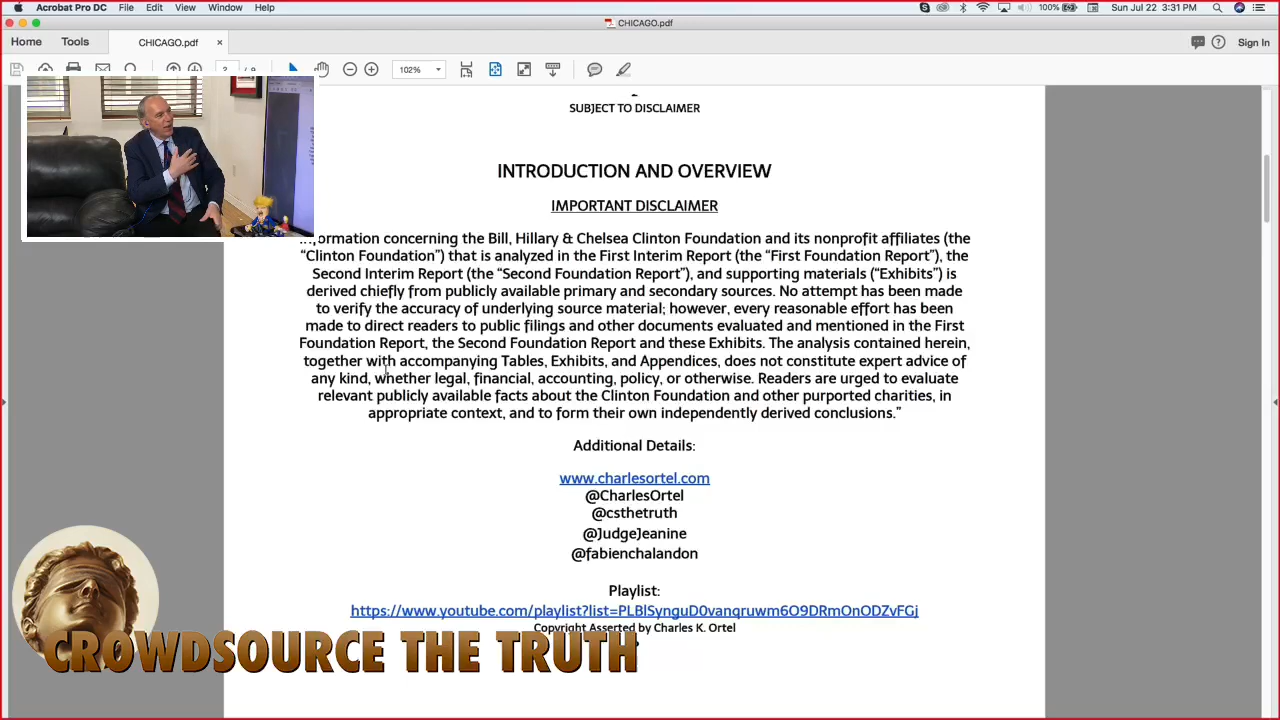 Acrobat Pro DC File Edit View Window Help
100% Sun Jul 22 3:31 PM
CHICAGO.pdf
Home Tools CHICAGO.pdf × Sign In
102%
SUBJECT TO DISCLAIMER
INTRODUCTION AND OVERVIEW
IMPORTANT DISCLAIMER
Information concerning the Bill, Hillary & Chelsea Clinton Foundation and its nonprofit affiliates (the
“Clinton Foundation”) that is analyzed in the First Interim Report (the “First Foundation Report”), the
Second Interim Report (the “Second Foundation Report”), and supporting materials (“Exhibits”) is
derived chiefly from publicly available primary and secondary sources. No attempt has been made
to verify the accuracy of underlying source material; however, every reasonable effort has been
made to direct readers to public filings and other documents evaluated and mentioned in the First
Foundation Report, the Second Foundation Report and these Exhibits. The analysis contained herein,
together with accompanying Tables, Exhibits, and Appendices, does not constitute expert advice of
any kind, whether legal, financial, accounting, policy, or otherwise. Readers are urged to evaluate
relevant publicly available facts about the Clinton Foundation and other purported charities, in
appropriate context, and to form their own independently derived conclusions.”
Additional Details:
www.charlesortel.com
@CharlesOrtel
@csthetruth
@JudgeJeanine
@fabienchalandon
Playlist:
https://www.youtube.com/playlist?list=PLBlSynguD0vanqruwm6O9DRmOnODZvFGj
Copyright Asserted by Charles K. Ortel
CROWDSOURCE THE TRUTH